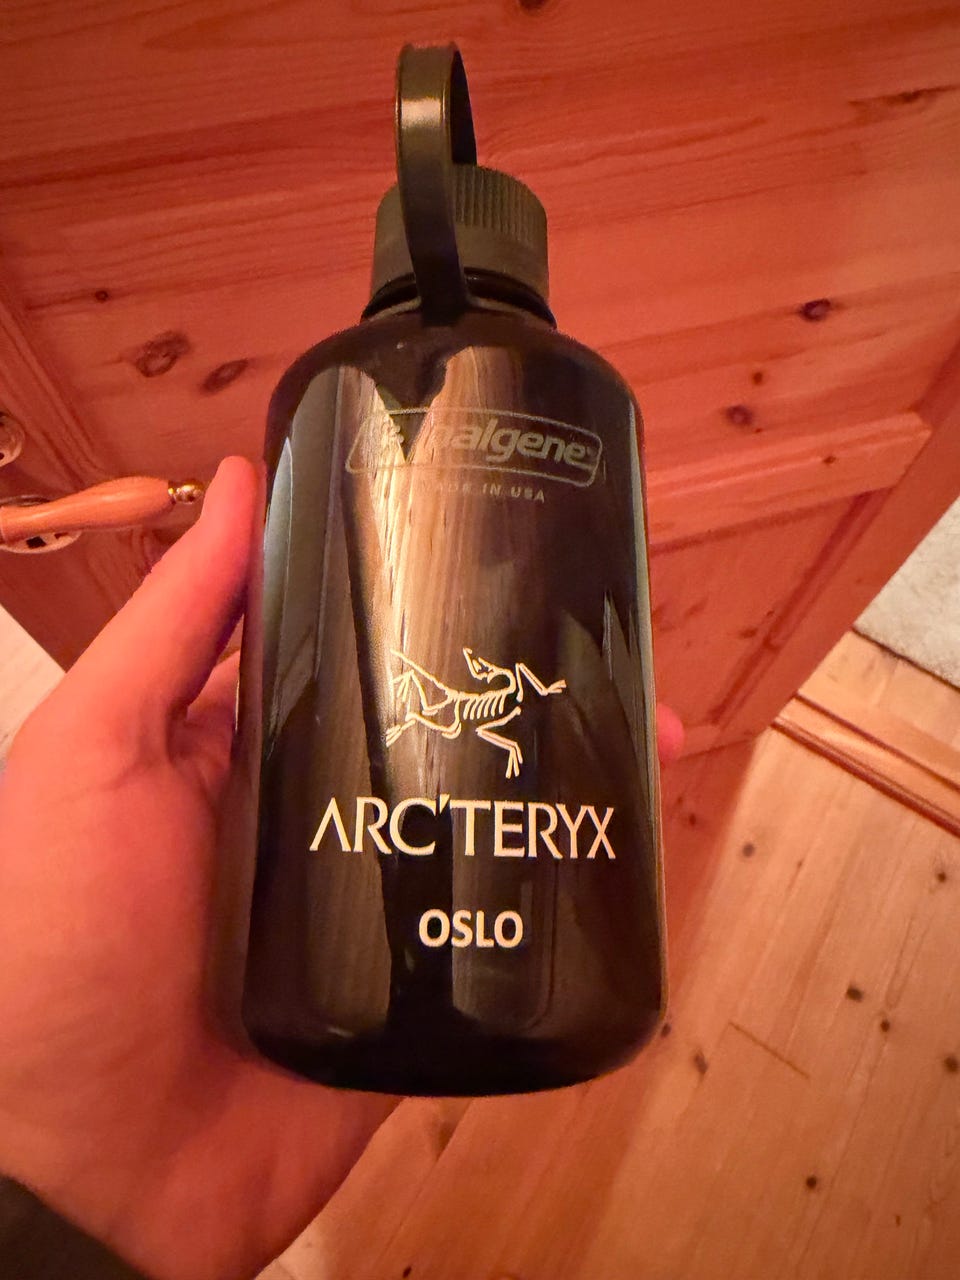 nalgene
MADE IN USA
ARC'TERYX
OSLO